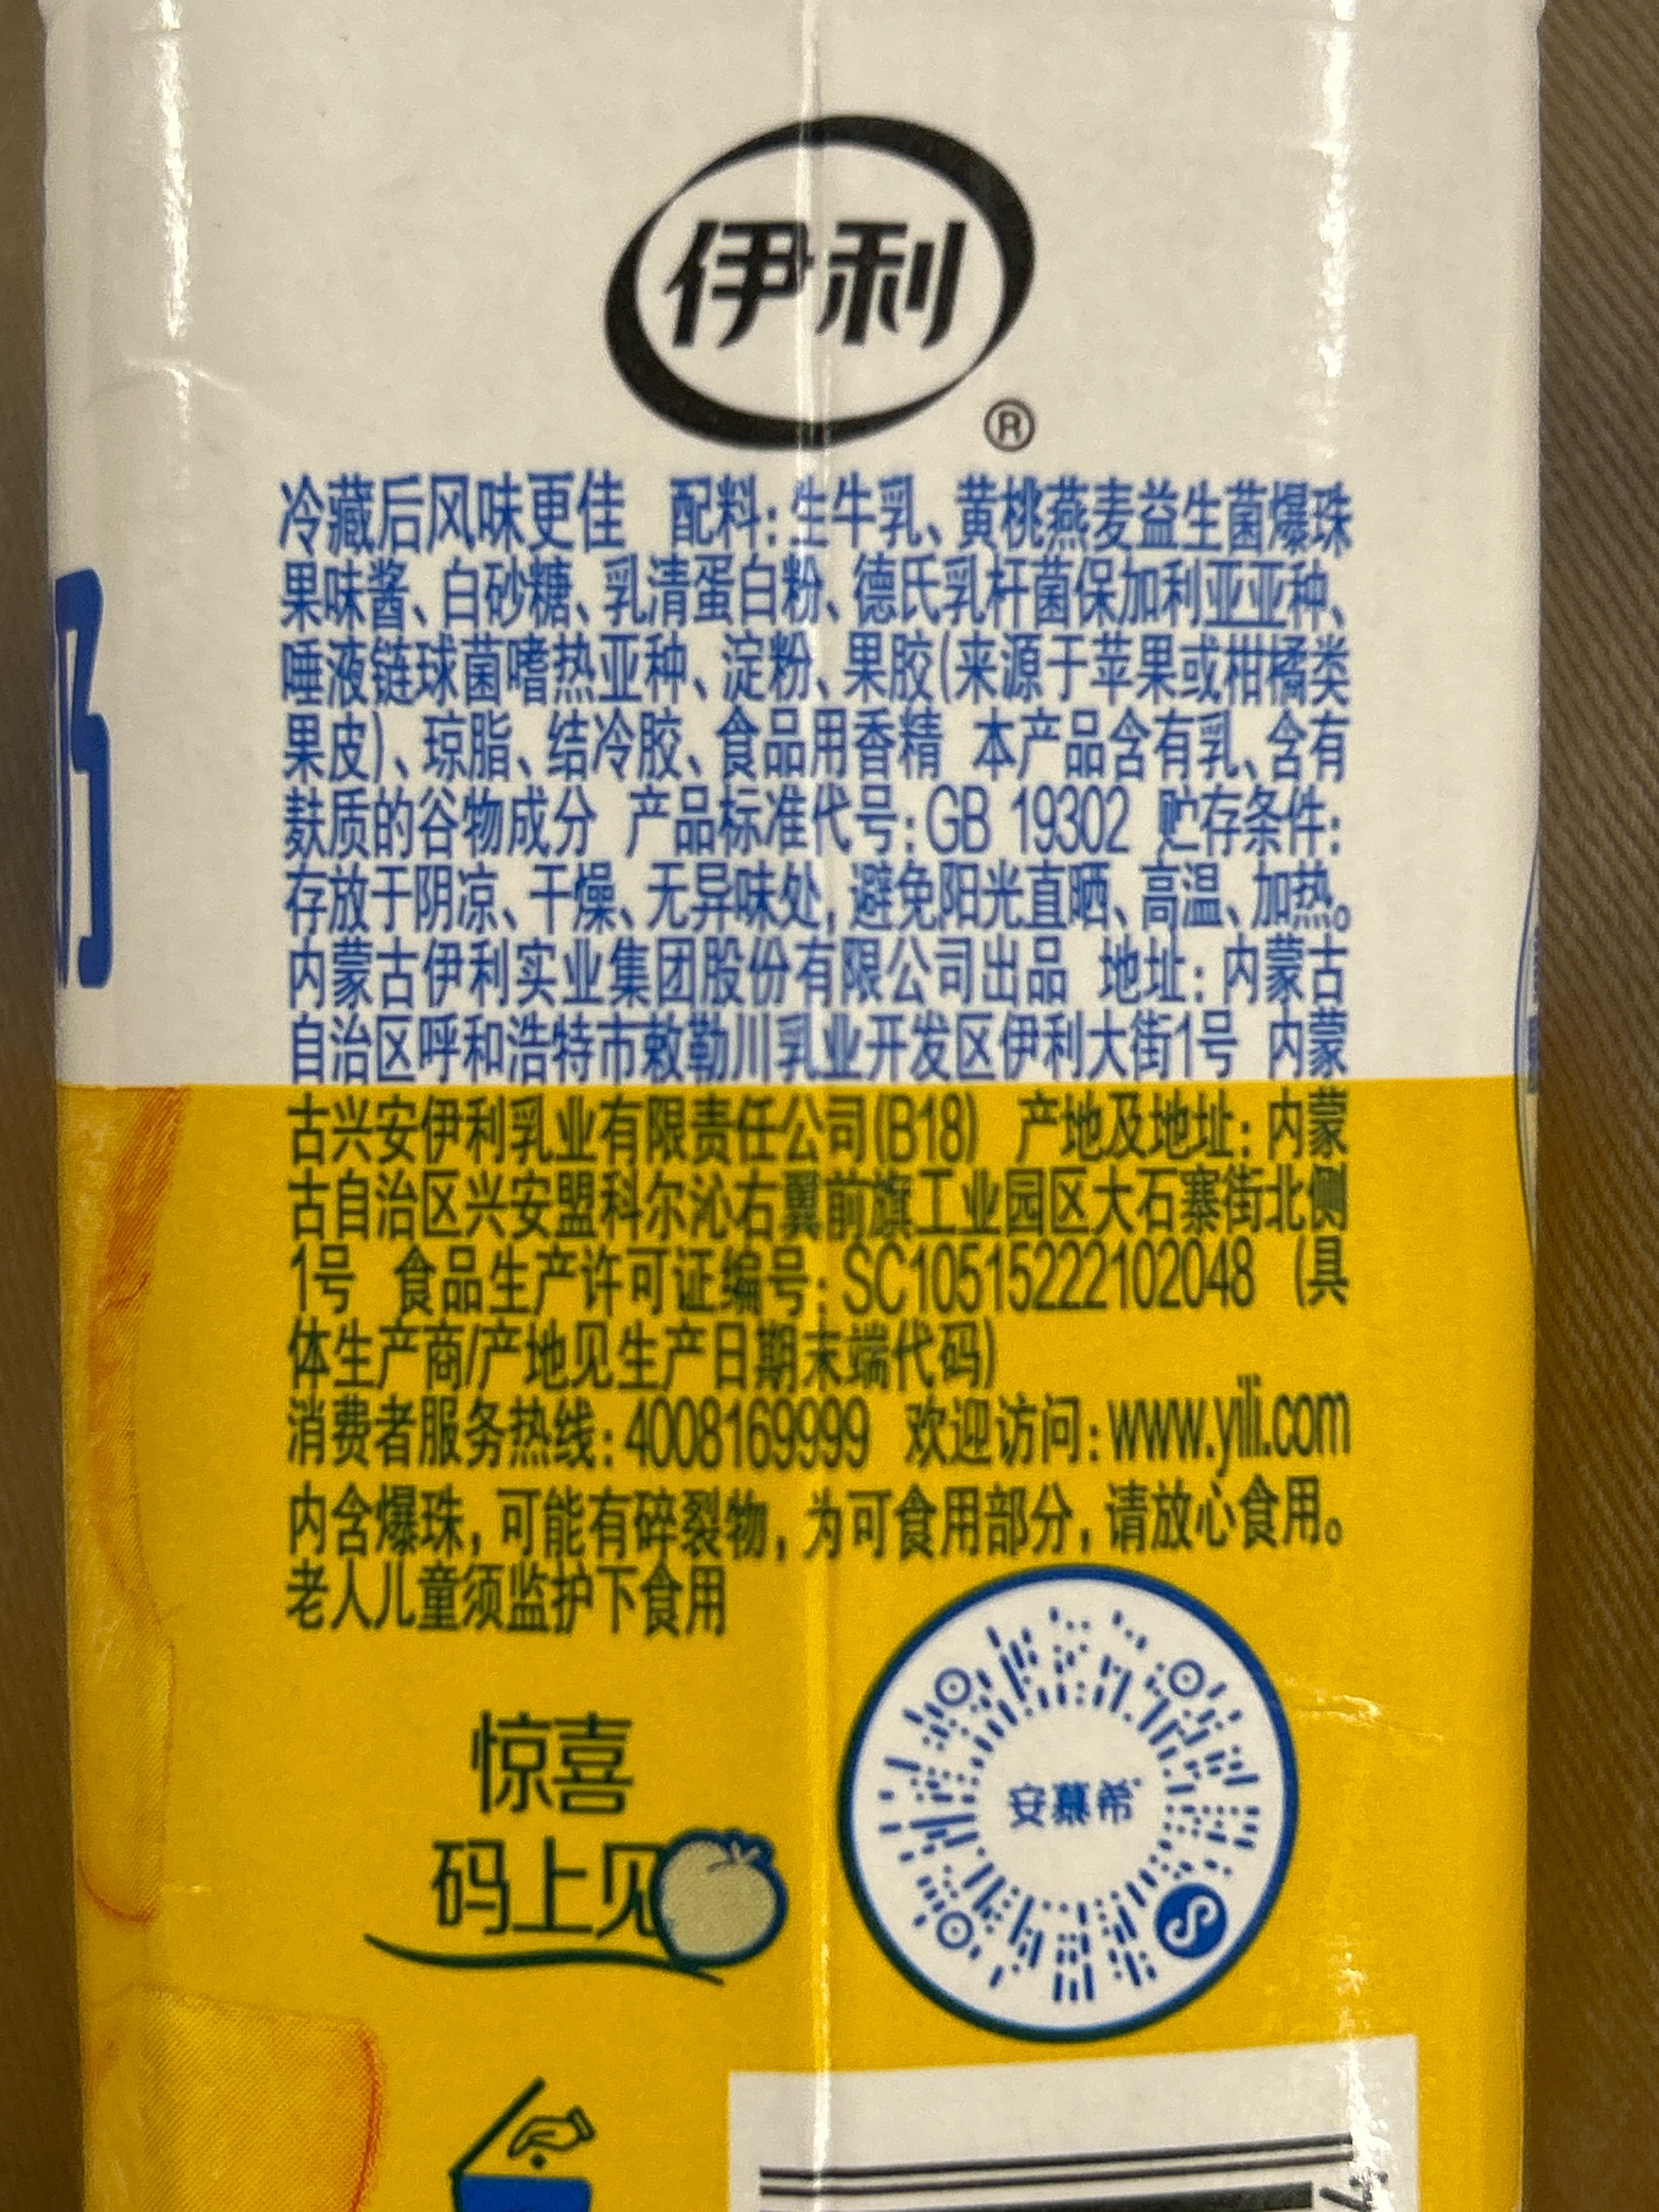 伊利
®
冷藏后风味更佳 配料:生牛乳、黄桃燕麦益生菌爆珠
果味酱、白砂糖、乳清蛋白粉、德氏乳杆菌保加利亚亚种、
唾液链球菌嗜热亚种、淀粉、果胶(来源于苹果或柑橘类
果皮)、琼脂、结冷胶、食品用香精 本产品含有乳、含有
麸质的谷物成分 产品标准代号:GB 19302 贮存条件:
存放于阴凉、干燥、无异味处,避免阳光直晒、高温、加热。
内蒙古伊利实业集团股份有限公司出品 地址:内蒙古
自治区呼和浩特市敕勒川乳业开发区伊利大街1号 内蒙
古兴安伊利乳业有限责任公司(B18) 产地及地址:内蒙
古自治区兴安盟科尔沁右翼前旗工业园区大石寨街北侧
1号 食品生产许可证编号:SC10515222102048 (具
体生产商/产地见生产日期末端代码)
消费者服务热线:4008169999 欢迎访问:www.yili.com
内含爆珠,可能有碎裂物,为可食用部分,请放心食用。
老人儿童须监护下食用
惊喜
码上见
安慕希